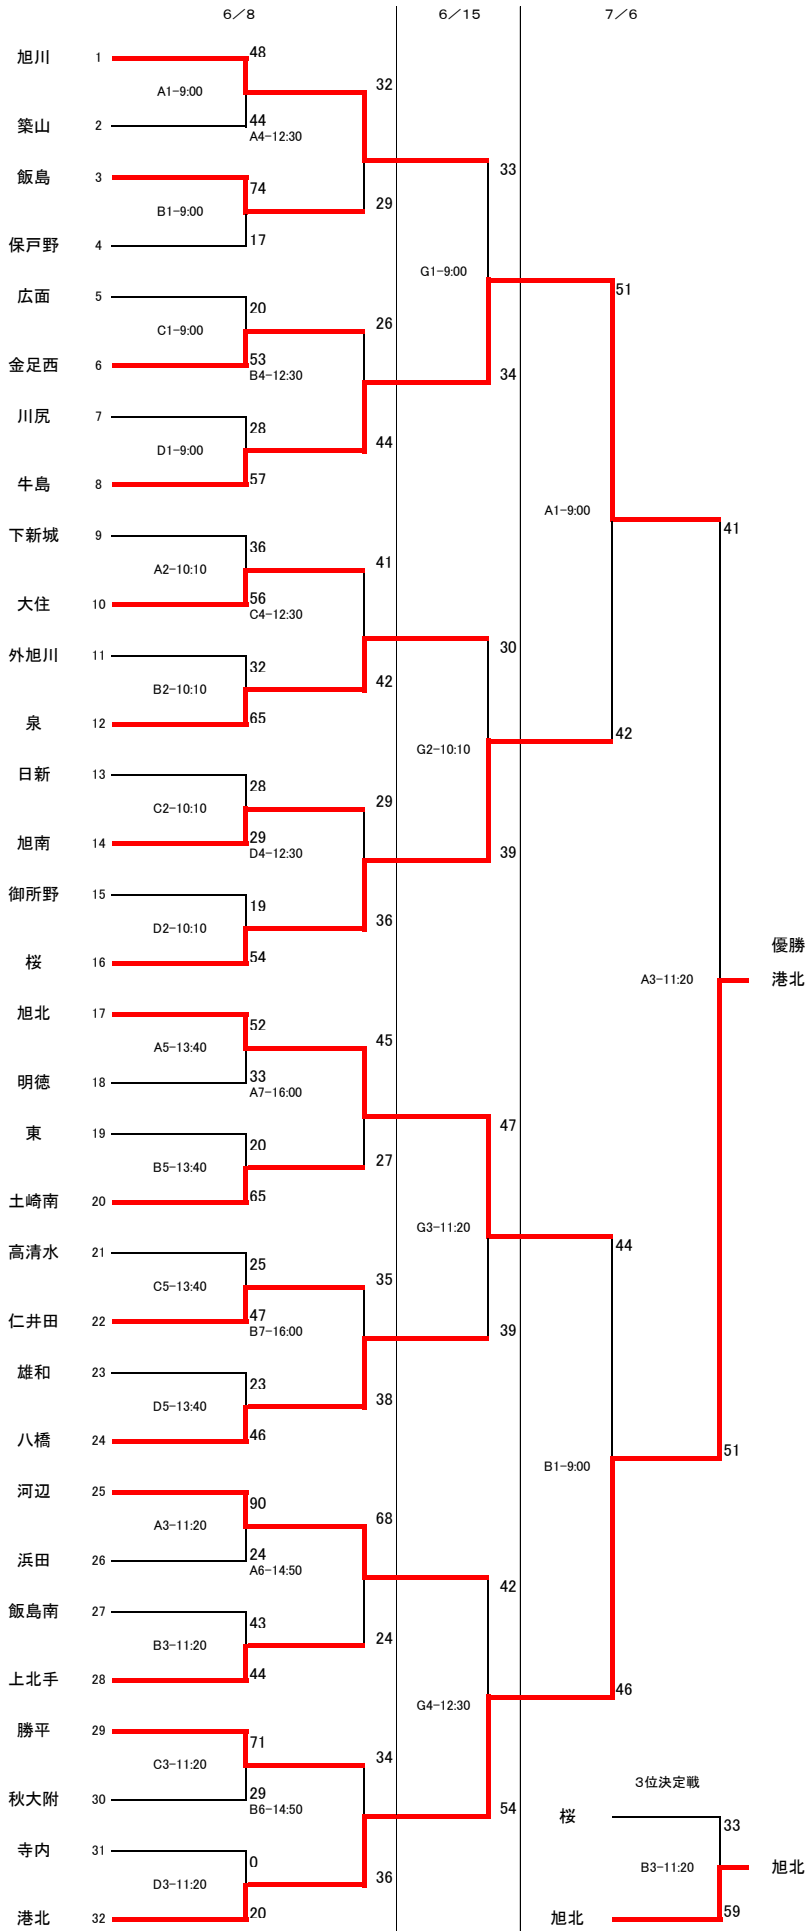 6/8 6/15 7/6
旭川 1 48
A1-9:00 32
築山 2 44
A4-12:30
飯島 3 74 33
B1-9:00 29
保戸野 4 17
G1-9:00
広面 5 20 51
C1-9:00 26
金足西 6 53
B4-12:30 34
川尻 7 28
D1-9:00 44
牛島 8 57
A1-9:00
下新城 9 36 41
A2-10:10 41
大住 10 56
C4-12:30
外旭川 11 32 30
B2-10:10 42
泉 12 65
42
G2-10:10
日新 13 28
C2-10:10 29
旭南 14 29
D4-12:30 39
御所野 15 19
D2-10:10 36
桜 16 54
優勝
A3-11:20 港北
旭北 17 52
A5-13:40 45
明徳 18 33
A7-16:00
東 19 20 47
B5-13:40 27
土崎南 20 65
G3-11:20
高清水 21 25 44
C5-13:40 35
仁井田 22 47
B7-16:00 39
雄和 23 23
D5-13:40 38
八橋 24 46
51
B1-9:00
河辺 25 90
A3-11:20 68
浜田 26 24
A6-14:50 42
飯島南 27 43
B3-11:20 24
上北手 28 44 46
G4-12:30
勝平 29 71
C3-11:20 34
3位決定戦
秋大附 30 29
B6-14:50 54
桜 33
寺内 31 0
B3-11:20 旭北
D3-11:20 36
港北 32 20
旭北 59